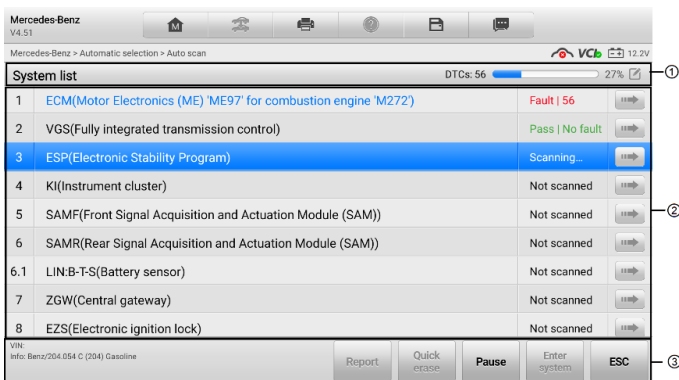 Mercedes-Benz
V4.51
Mercedes-Benz > Automatic selection > Auto scan
VCI 12.2V
System list DTCs: 56 27% ①
1 ECM(Motor Electronics (ME) 'ME97' for combustion engine 'M272') Fault | 56
2 VGS(Fully integrated transmission control) Pass | No fault
3 ESP(Electronic Stability Program) Scanning...
4 KI(Instrument cluster) Not scanned
5 SAMF(Front Signal Acquisition and Actuation Module (SAM)) Not scanned ②
6 SAMR(Rear Signal Acquisition and Actuation Module (SAM)) Not scanned
6.1 LIN:B-T-S(Battery sensor) Not scanned
7 ZGW(Central gateway) Not scanned
8 EZS(Electronic ignition lock) Not scanned
VIN:
Info: Benz/204.054 C (204) Gasoline
Report Quick erase Pause Enter system ESC ③